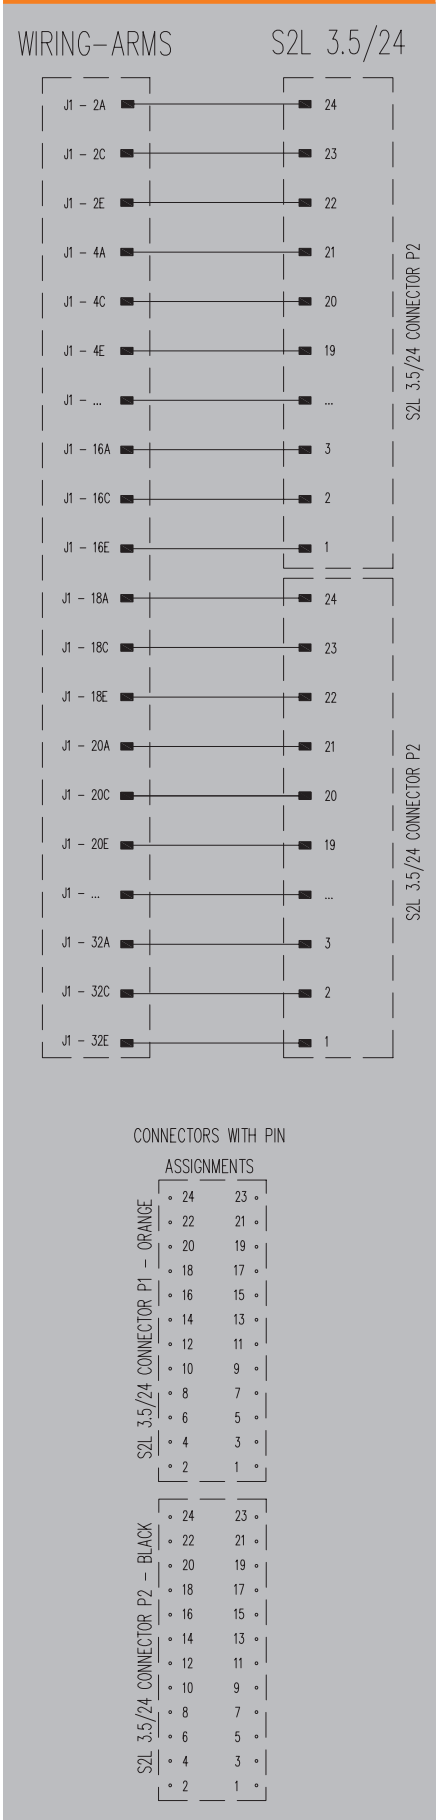 WIRING-ARMS S2L 3.5/24
J1 - 2A 24
J1 - 2C 23
J1 - 2E 22
J1 - 4A 21
J1 - 4C 20
J1 - 4E 19
J1 - ... ...
J1 - 16A 3
J1 - 16C 2
J1 - 16E 1
S2L 3.5/24 CONNECTOR P2
J1 - 18A 24
J1 - 18C 23
J1 - 18E 22
J1 - 20A 21
J1 - 20C 20
J1 - 20E 19
J1 - ... ...
J1 - 32A 3
J1 - 32C 2
J1 - 32E 1
S2L 3.5/24 CONNECTOR P2
CONNECTORS WITH PIN
ASSIGNMENTS
S2L 3.5/24 CONNECTOR P1 - ORANGE
24 23
22 21
20 19
18 17
16 15
14 13
12 11
10 9
8 7
6 5
4 3
2 1
S2L 3.5/24 CONNECTOR P2 - BLACK
24 23
22 21
20 19
18 17
16 15
14 13
12 11
10 9
8 7
6 5
4 3
2 1